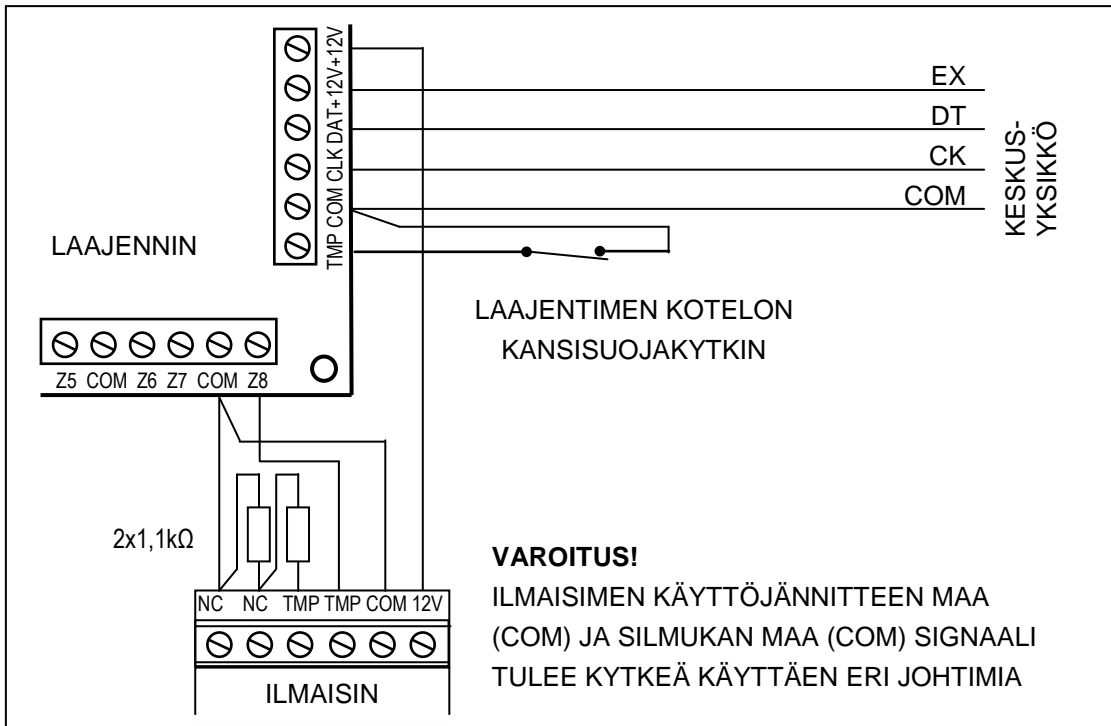 TMP COM CLK DAT+12V+12V
EX
DT
CK
COM
KESKUS-
YKSIKKÖ
LAAJENNIN
LAAJENTIMEN KOTELON
KANSISUOJAKYTKIN
Z5 COM Z6 Z7 COM Z8
2x1,1kΩ
NC NC TMP TMP COM 12V
ILMAISIN
VAROITUS!
ILMAISIMEN KÄYTTÖJÄNNITTEEN MAA
(COM) JA SILMUKAN MAA (COM) SIGNAALI
TULEE KYTKEÄ KÄYTTÄEN ERI JOHTIMIA